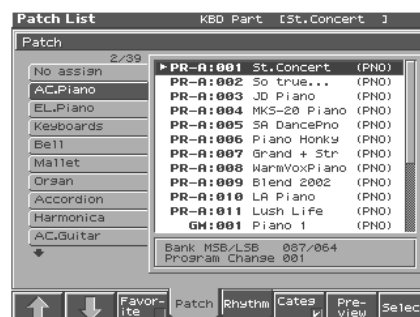 Patch List KBD Part [St.Concert ]
Patch
2/39
No assign
AC.Piano
EL.Piano
Keyboards
Bell
Mallet
Organ
Accordion
Harmonica
AC.Guitar
PR-A:001 St.Concert (PNO)
PR-A:002 So true... (PNO)
PR-A:003 JD Piano (PNO)
PR-A:004 MKS-20 Piano (PNO)
PR-A:005 SA DancePno (PNO)
PR-A:006 Piano Honky (PNO)
PR-A:007 Grand + Str (PNO)
PR-A:008 WarmVoxPiano (PNO)
PR-A:009 Blend 2002 (PNO)
PR-A:010 LA Piano (PNO)
PR-A:011 Lush Life (PNO)
GM:001 Piano 1 (PNO)
Bank MSB/LSB 087/064
Program Change 001
Favor-ite Patch Rhythm Categ Pre-view Selec